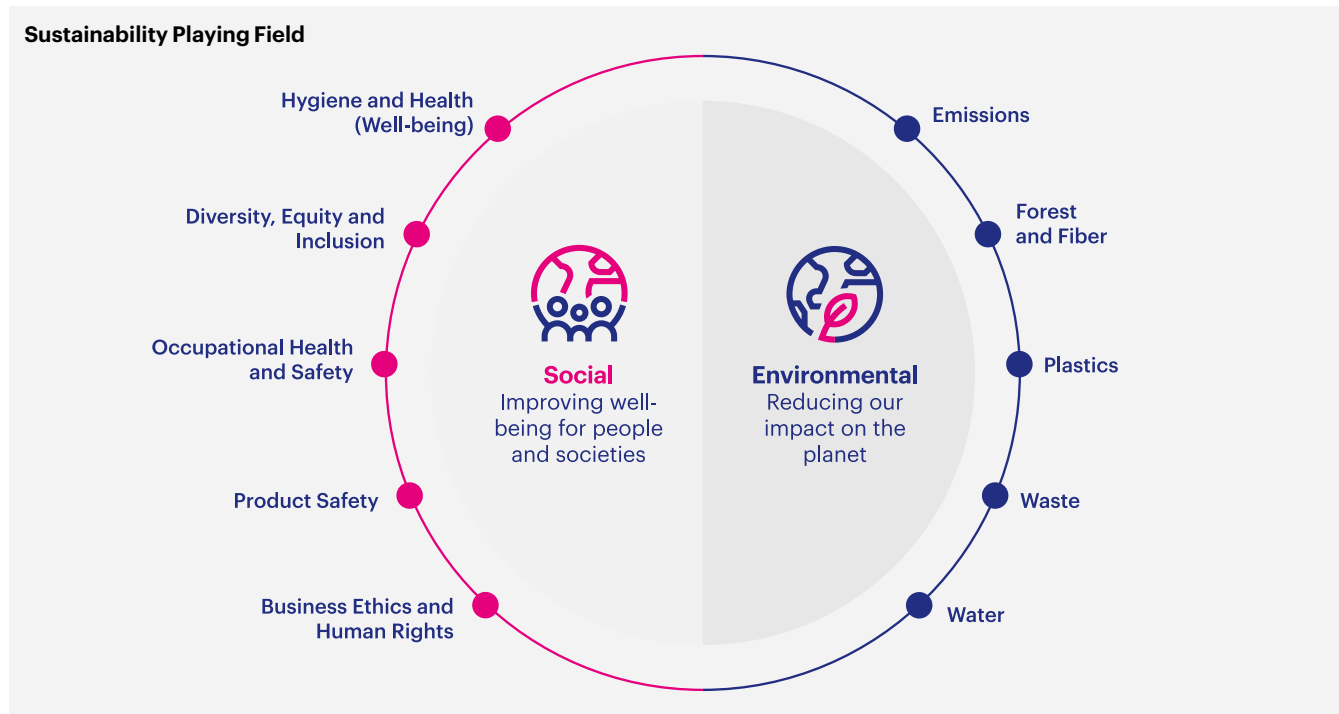 Sustainability Playing Field
Hygiene and Health
(Well-being)
Diversity, Equity and
Inclusion
Occupational Health
and Safety
Product Safety
Business Ethics and
Human Rights
Social
Improving well-
being for people
and societies
Environmental
Reducing our
impact on the
planet
Emissions
Forest
and Fiber
Plastics
Waste
Water